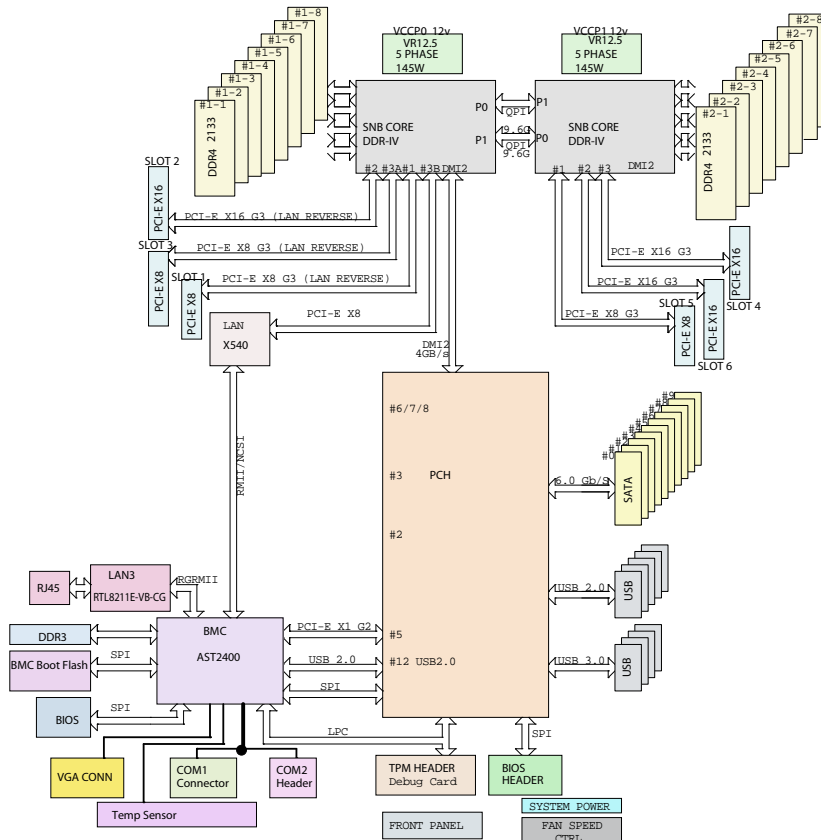 VCCP0 12v
VR12.5
5 PHASE
145W
VCCP1 12v
VR12.5
5 PHASE
145W
#1-8
#1-7
#1-6
#1-5
#1-4
#1-3
#1-2
#1-1
DDR4 2133
#2-8
#2-7
#2-6
#2-5
#2-4
#2-3
#2-2
#2-1
DDR4 2133
SNB CORE
DDR-IV
P0
P1
#2 #3A #1 #3B DMI2
QPI
9.6G
QPI
9.6G
P1
P0
SNB CORE
DDR-IV
#1 #2 #3 DMI2
SLOT 2
PCI-E X16
PCI-E X16 G3 (LAN REVERSE)
SLOT 3
PCI-E X8
PCI-E X8 G3 (LAN REVERSE)
SLOT 1
PCI-E X8
PCI-E X8 G3 (LAN REVERSE)
PCI-E X8
LAN
X540
PCI-E X16 G3
PCI-E X16
SLOT 4
PCI-E X16 G3
PCI-E X16
SLOT 6
PCI-E X8 G3
SLOT 5
PCI-E X8
DMI2
4GB/s
RMII/NCSI
#6/7/8
#3
PCH
#2
#5
#12 USB2.0
6.0 Gb/S
#9
#8
#7
#6
#5
#4
#3
#2
#1
#0
SATA
USB 2.0
USB
USB 3.0
USB
RJ45
LAN3
RTL8211E-VB-CG
RGRMII
DDR3
BMC Boot Flash
SPI
BIOS
SPI
BMC
AST2400
PCI-E X1 G2
USB 2.0
SPI
LPC
SPI
VGA CONN
COM1
Connector
COM2
Header
Temp Sensor
TPM HEADER
Debug Card
BIOS
HEADER
FRONT PANEL
SYSTEM POWER
FAN SPEED
CTRL